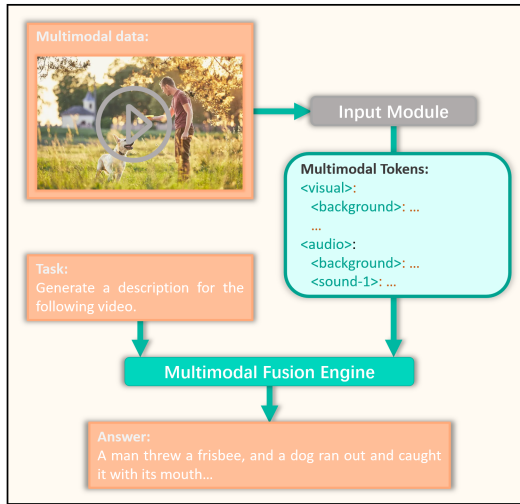 Multimodal data:
Input Module
Multimodal Tokens:
<visual>:
<background>: ...
...
<audio>:
<background>: ...
<sound-1>: ...
Task:
Generate a description for the
following video.
Multimodal Fusion Engine
Answer:
A man threw a frisbee, and a dog ran out and caught
it with its mouth...